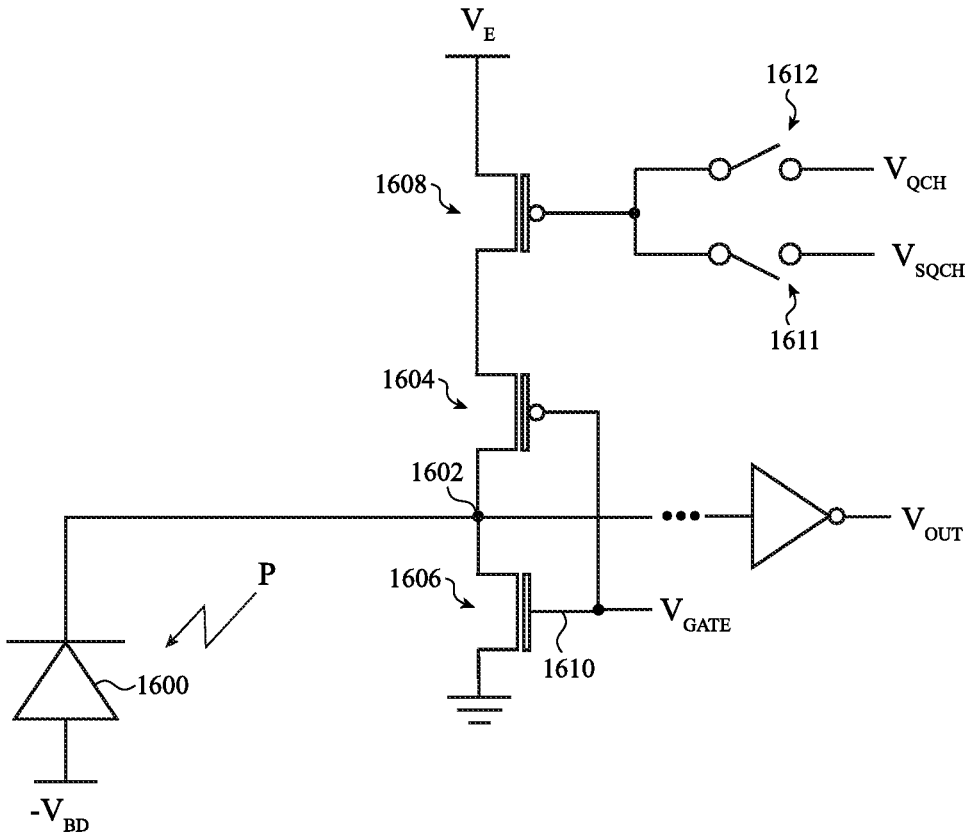 V_E
1612
1608
V_QCH
V_SQCH
1611
1604
1602
V_OUT
P
1606
V_GATE
1610
1600
-V_BD